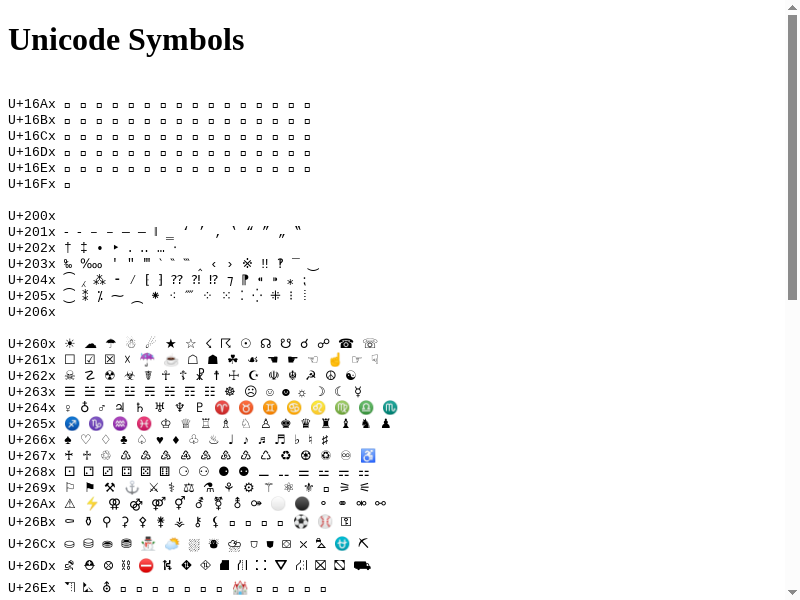 Unicode Symbols
U+16Ax
U+16Bx
U+16Cx
U+16Dx
U+16Ex
U+16Fx
U+200x
U+201x ‐ ‑ ‒ – — ― ‖ ‗ ‘ ’ ‚ ‛ “ ” „ ‟
U+202x † ‡ • ‣ ․ ‥ … ‧
U+203x ‰ ‱ ′ ″ ‴ ‵ ‶ ‷ ‸ ‹ › ※ ‼ ‽ ‾ ‿
U+204x ⁀ ⁁ ⁂ ⁃ ⁄ ⁅ ⁆ ⁇ ⁈ ⁉ ⁊ ⁋ ⁌ ⁍ ⁎ ⁏
U+205x ⁐ ⁑ ⁒ ⁓ ⁔ ⁕ ⁖ ⁗ ⁘ ⁙ ⁚ ⁛ ⁜ ⁝ ⁞
U+206x
U+260x ☀ ☁ ☂ ☃ ☄ ★ ☆ ☇ ☈ ☉ ☊ ☋ ☌ ☍ ☎ ☏
U+261x ☐ ☑ ☒ ☓ ☔ ☕ ☖ ☗ ☘ ☙ ☚ ☛ ☜ ☝ ☞ ☟
U+262x ☠ ☡ ☢ ☣ ☤ ☥ ☦ ☧ ☨ ☩ ☪ ☫ ☬ ☭ ☮ ☯
U+263x ☰ ☱ ☲ ☳ ☴ ☵ ☶ ☷ ☸ ☹ ☺ ☻ ☼ ☽ ☾ ☿
U+264x ♀ ♁ ♂ ♃ ♄ ♅ ♆ ♇ ♈ ♉ ♊ ♋ ♌ ♍ ♎ ♏
U+265x ♐ ♑ ♒ ♓ ♔ ♕ ♖ ♗ ♘ ♙ ♚ ♛ ♜ ♝ ♞ ♟
U+266x ♠ ♡ ♢ ♣ ♤ ♥ ♦ ♧ ♨ ♩ ♪ ♫ ♬ ♭ ♮ ♯
U+267x ♰ ♱ ♲ ♳ ♴ ♵ ♶ ♷ ♸ ♹ ♺ ♻ ♼ ♽ ♾ ♿
U+268x ⚀ ⚁ ⚂ ⚃ ⚄ ⚅ ⚆ ⚇ ⚈ ⚉ ⚊ ⚋ ⚌ ⚍ ⚎ ⚏
U+269x ⚐ ⚑ ⚒ ⚓ ⚔ ⚕ ⚖ ⚗ ⚘ ⚙ ⚚ ⚛ ⚜ ⚞ ⚟
U+26Ax ⚠ ⚡ ⚢ ⚣ ⚤ ⚥ ⚦ ⚧ ⚨ ⚩ ⚪ ⚫ ⚬ ⚭ ⚮ ⚯
U+26Bx ⚰ ⚱ ⚲ ⚳ ⚴ ⚵ ⚶ ⚷ ⚸ ⚽ ⚾ ⚿
U+26Cx ⛀ ⛁ ⛂ ⛃ ⛄ ⛅ ⛆ ⛇ ⛈ ⛉ ⛊ ⛋ ⛌ ⛍ ⛎ ⛏
U+26Dx ⛐ ⛑ ⛒ ⛓ ⛔ ⛕ ⛖ ⛗ ⛘ ⛙ ⛚ ⛛ ⛜ ⛝ ⛞ ⛟
U+26Ex ⛠ ⛡ ⛢ ⛪